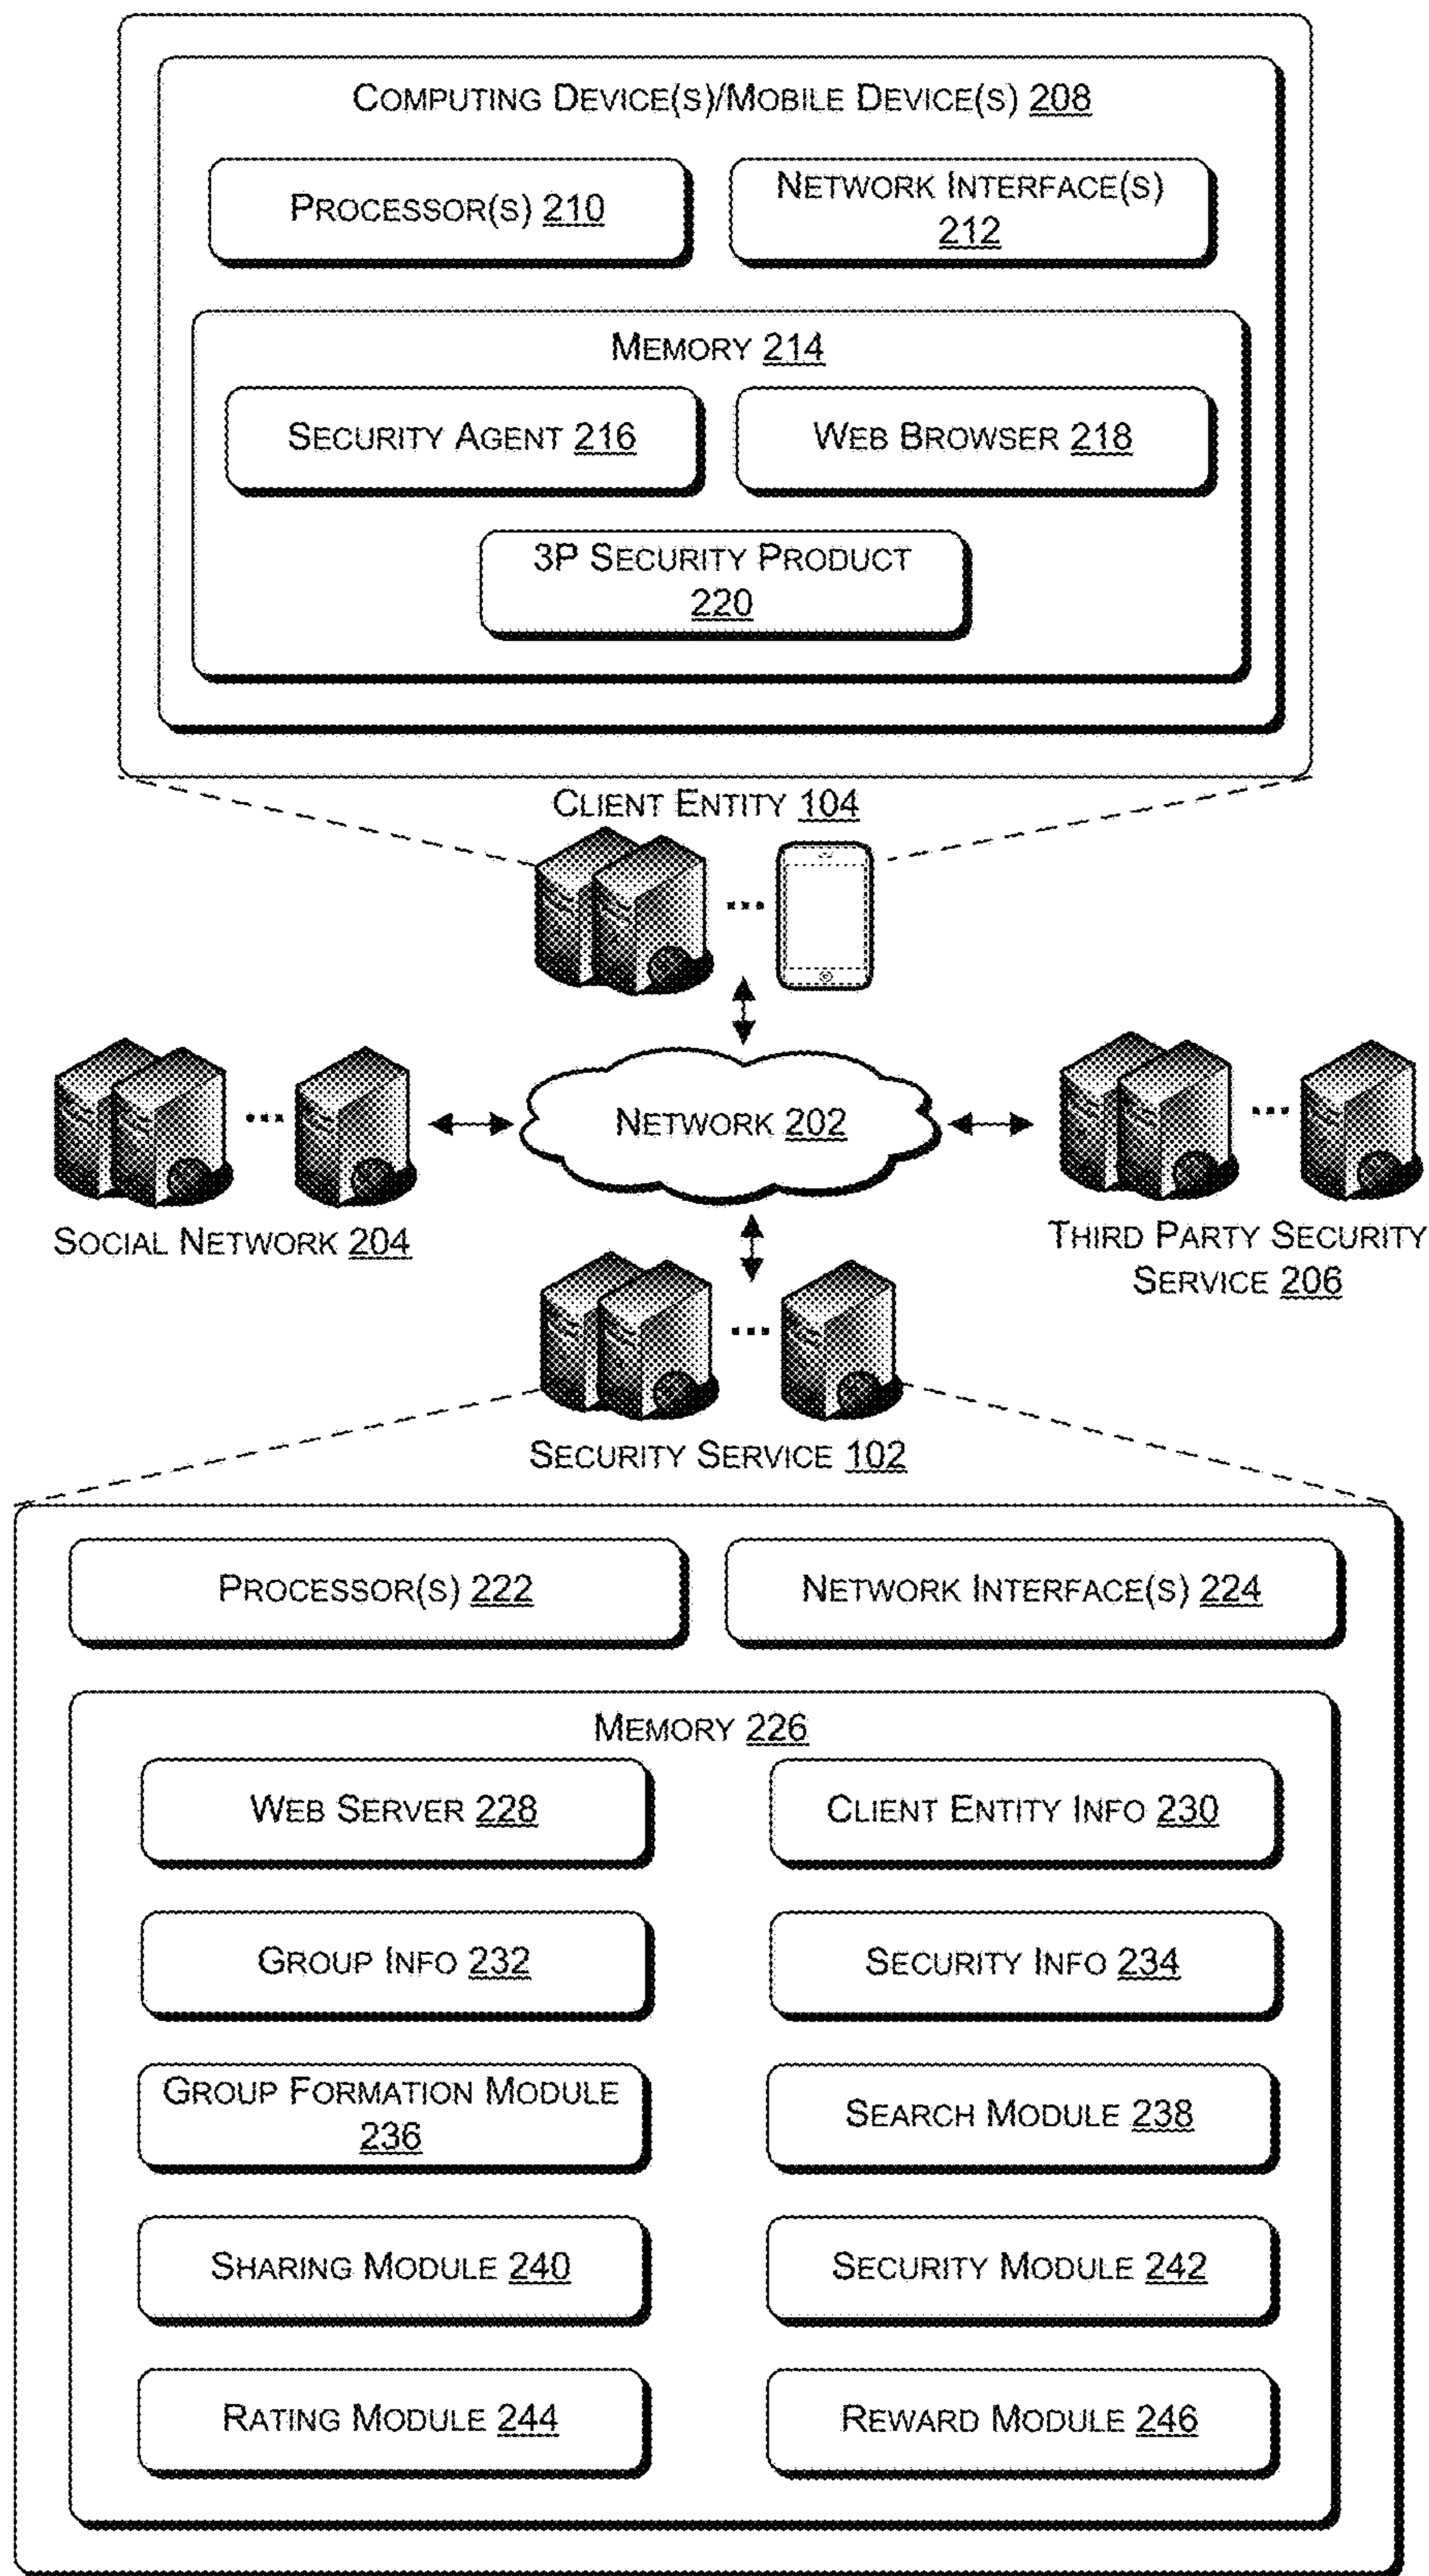 COMPUTING DEVICE(S)/MOBILE DEVICE(S) 208
PROCESSOR(S) 210
NETWORK INTERFACE(S)
212
MEMORY 214
SECURITY AGENT 216
WEB BROWSER 218
3P SECURITY PRODUCT
220
CLIENT ENTITY 104
...
NETWORK 202
...
...
SOCIAL NETWORK 204
THIRD PARTY SECURITY
SERVICE 206
...
SECURITY SERVICE 102
PROCESSOR(S) 222
NETWORK INTERFACE(S) 224
MEMORY 226
WEB SERVER 228
CLIENT ENTITY INFO 230
GROUP INFO 232
SECURITY INFO 234
GROUP FORMATION MODULE
236
SEARCH MODULE 238
SHARING MODULE 240
SECURITY MODULE 242
RATING MODULE 244
REWARD MODULE 246